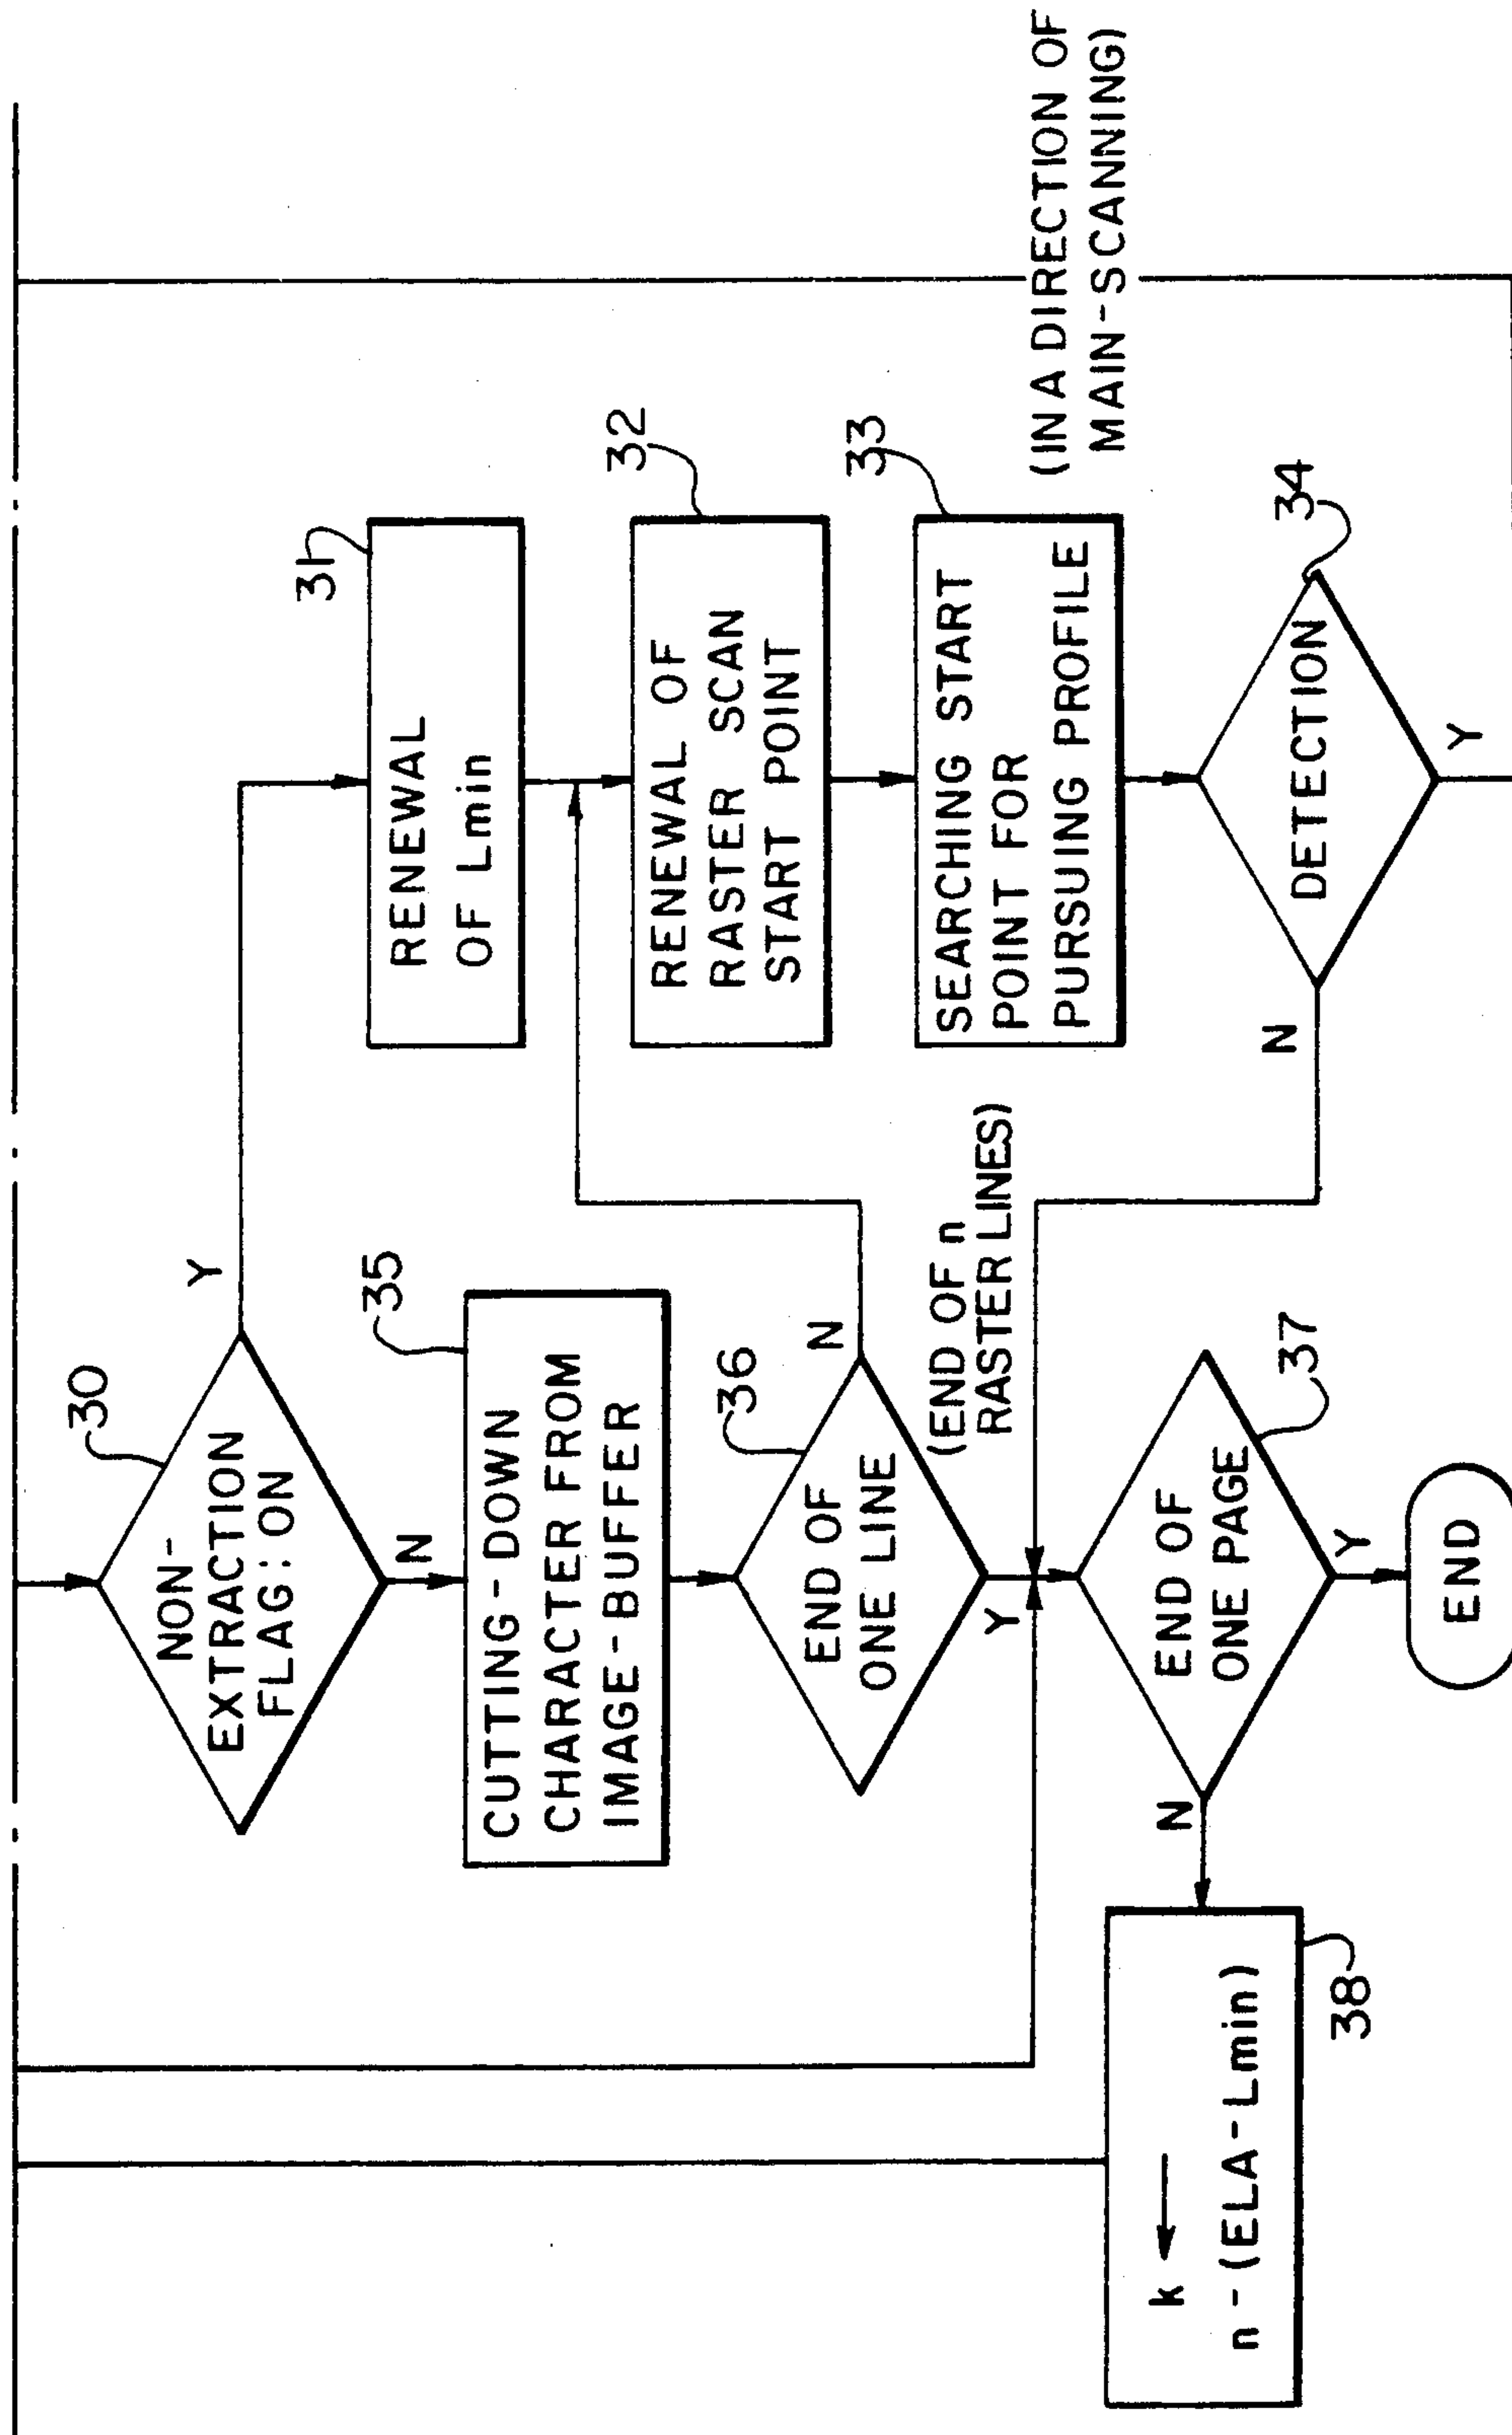 30
NON-
EXTRACTION
FLAG: ON
Y
N
31
RENEWAL
OF Lmin
35
CUTTING-DOWN
CHARACTER FROM
IMAGE-BUFFER
32
RENEWAL OF
RASTER SCAN
START POINT
36
END OF
ONE LINE
N
Y
33
SEARCHING START
POINT FOR
PURSUING PROFILE
(END OF n
RASTER LINES)
(IN A DIRECTION OF
MAIN-SCANNING)
34
DETECTION
N
Y
37
END OF
ONE PAGE
N
Y
38
k ←
n - (ELA - Lmin)
END